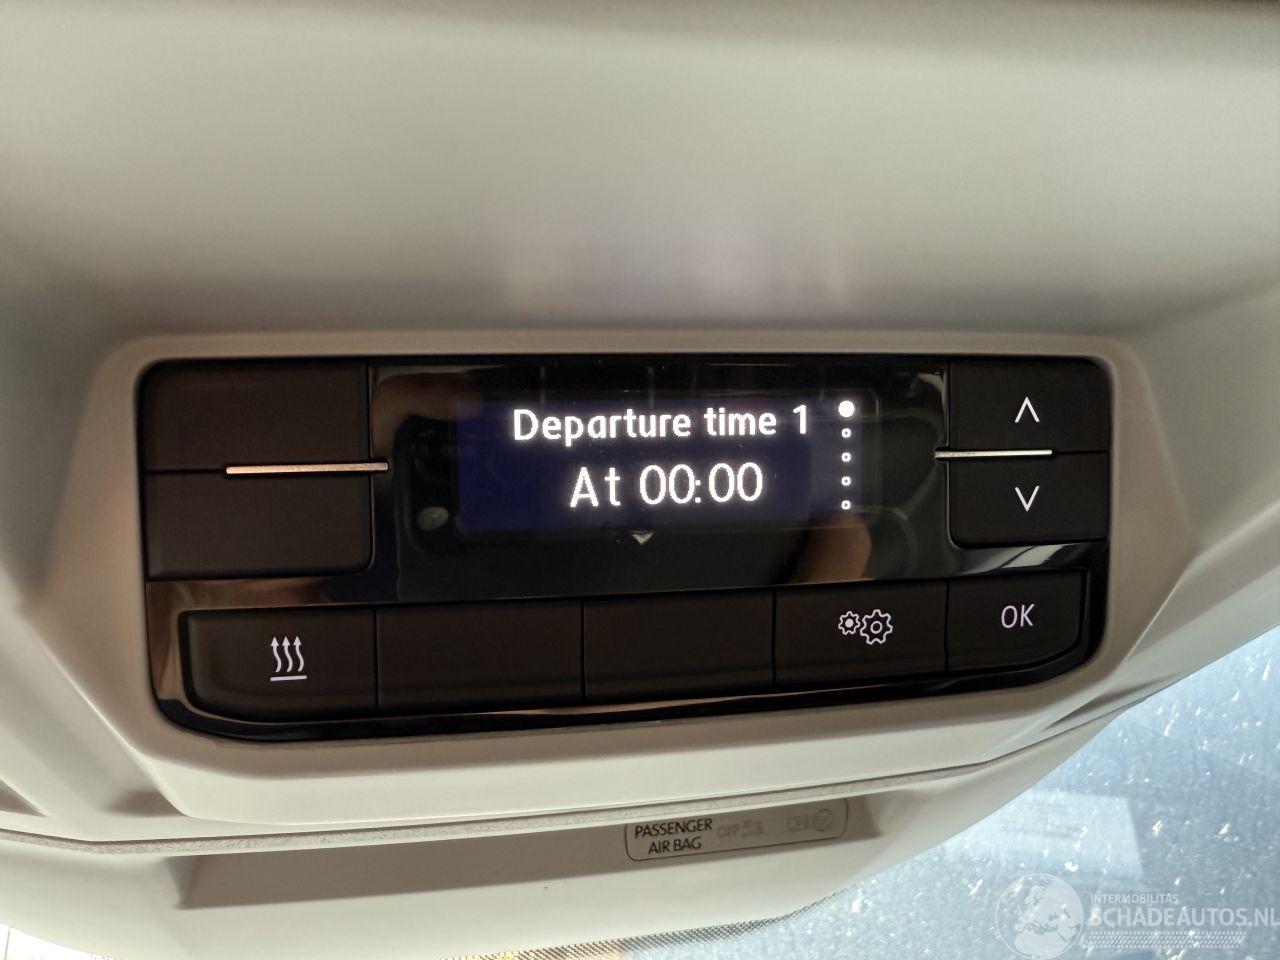 Departure time 1
At 00:00
OK
PASSENGER
AIR BAG
INTERMOBILITAS
SCHADEAUTOS.NL